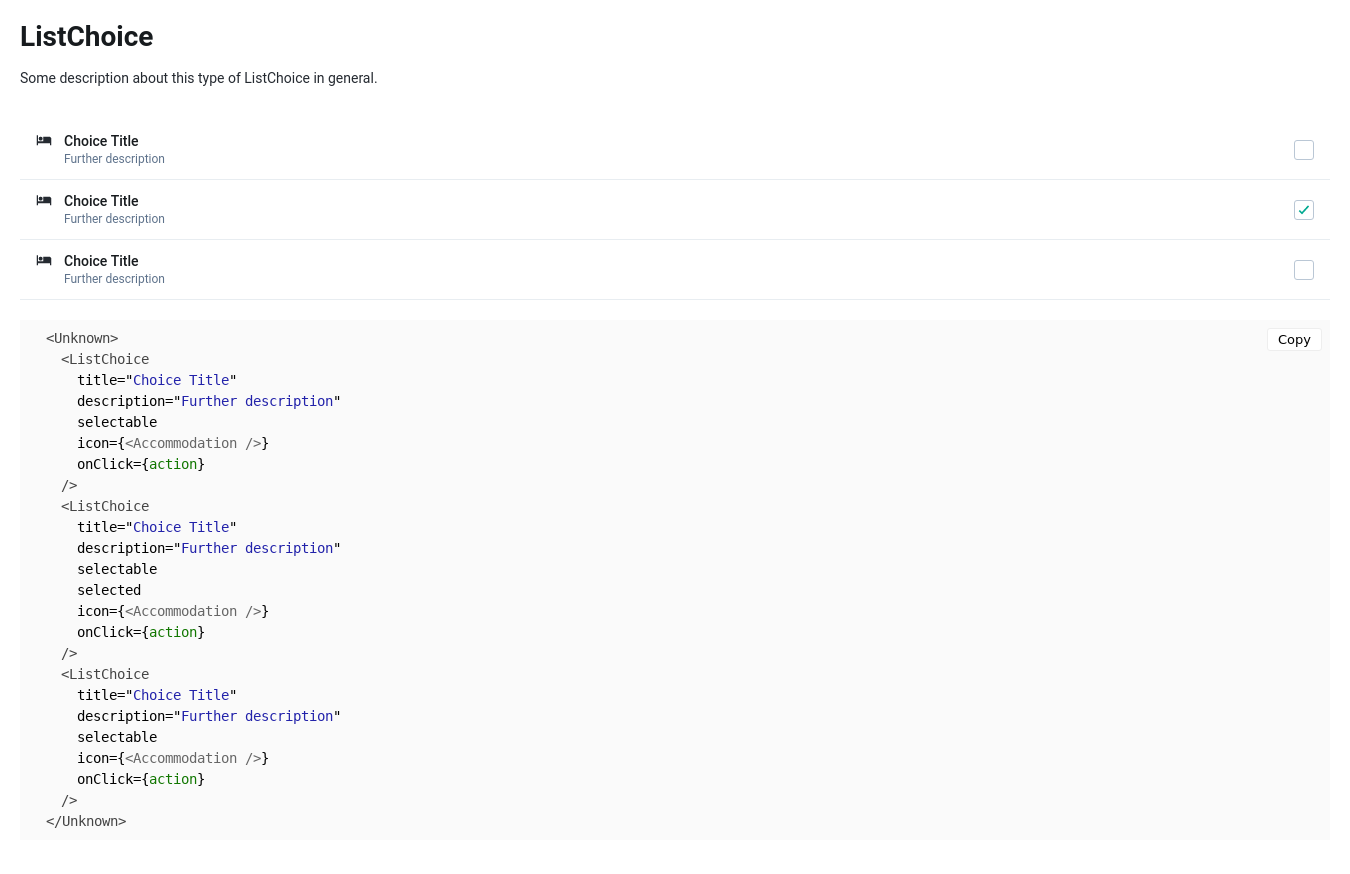 ListChoice
Some description about this type of ListChoice in general.
Choice Title
Further description
Choice Title
Further description
Choice Title
Further description
Copy
<Unknown>
  <ListChoice
    title="Choice Title"
    description="Further description"
    selectable
    icon={<Accommodation />}
    onClick={action}
  />
  <ListChoice
    title="Choice Title"
    description="Further description"
    selectable
    selected
    icon={<Accommodation />}
    onClick={action}
  />
  <ListChoice
    title="Choice Title"
    description="Further description"
    selectable
    icon={<Accommodation />}
    onClick={action}
  />
</Unknown>